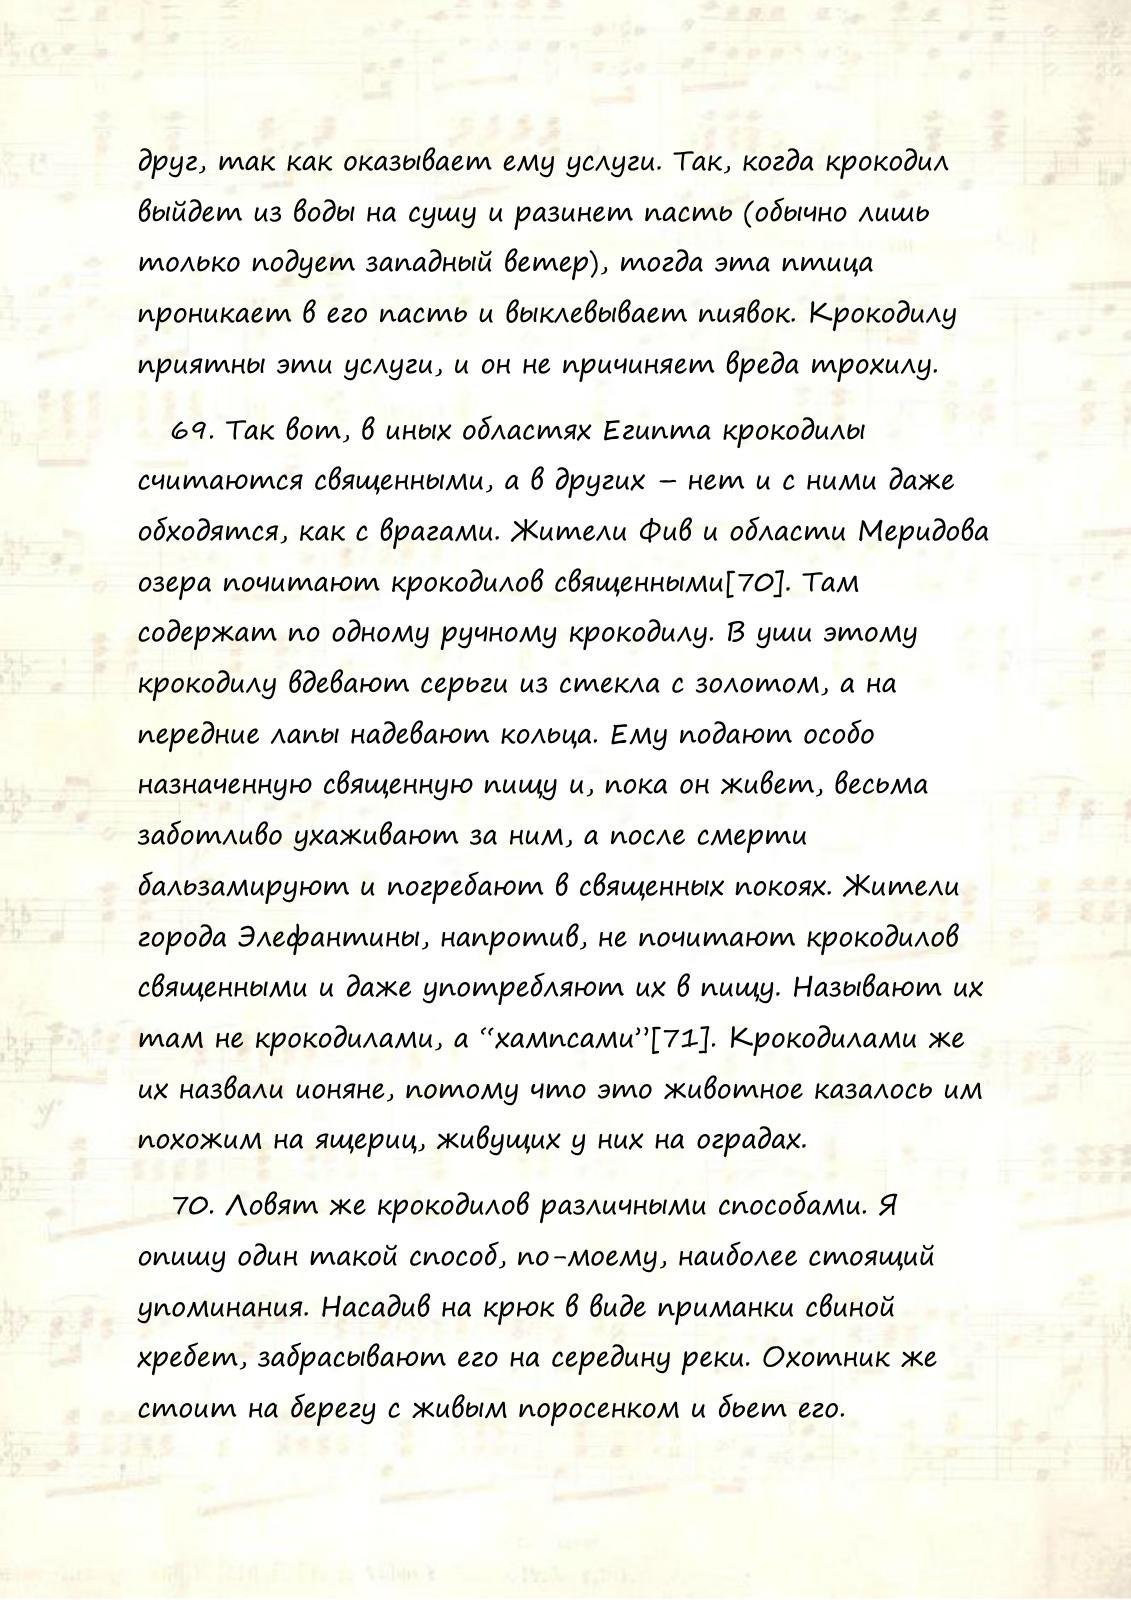 друг, так как оказывает ему услуги. Так, когда крокодил
выйдет из воды на сушу и разинет пасть (обычно лишь
только подует западный ветер), тогда эта птица
проникает в его пасть и выклевывает пиявок. Крокодилу
приятны эти услуги, и он не причиняет вреда трохилу.
69. Так вот, в иных областях Египта крокодилы
считаются священными, а в других – нет и с ними даже
обходятся, как с врагами. Жители Фив и области Меридова
озера почитают крокодилов священными[70]. Там
содержат по одному ручному крокодилу. В уши этому
крокодилу вдевают серьги из стекла с золотом, а на
передние лапы надевают кольца. Ему подают особо
назначенную священную пищу и, пока он живет, весьма
заботливо ухаживают за ним, а после смерти
бальзамируют и погребают в священных покоях. Жители
города Элефантины, напротив, не почитают крокодилов
священными и даже употребляют их в пищу. Называют их
там не крокодилами, а “хампсами”[71]. Крокодилами же
их назвали ионяне, потому что это животное казалось им
похожим на ящериц, живущих у них на оградах.
70. Ловят же крокодилов различными способами. Я
опишу один такой способ, по-моему, наиболее стоящий
упоминания. Насадив на крюк в виде приманки свиной
хребет, забрасывают его на середину реки. Охотник же
стоит на берегу с живым поросенком и бьет его.